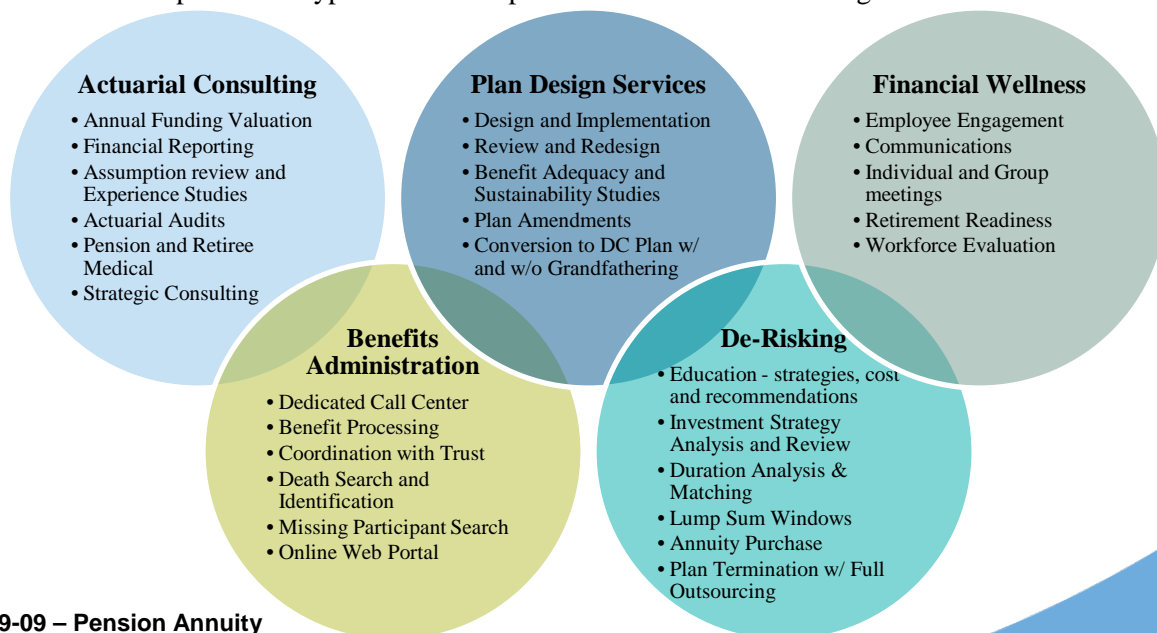 Actuarial Consulting
• Annual Funding Valuation
• Financial Reporting
• Assumption review and
Experience Studies
• Actuarial Audits
• Pension and Retiree
Medical
• Strategic Consulting
Plan Design Services
• Design and Implementation
• Review and Redesign
• Benefit Adequacy and
Sustainability Studies
• Plan Amendments
• Conversion to DC Plan w/
and w/o Grandfathering
Financial Wellness
• Employee Engagement
• Communications
• Individual and Group
meetings
• Retirement Readiness
• Workforce Evaluation
Benefits
Administration
• Dedicated Call Center
• Benefit Processing
• Coordination with Trust
• Death Search and
Identification
• Missing Participant Search
• Online Web Portal
De-Risking
• Education - strategies, cost
and recommendations
• Investment Strategy
Analysis and Review
• Duration Analysis &
Matching
• Lump Sum Windows
• Annuity Purchase
• Plan Termination w/ Full
Outsourcing
9-09 – Pension Annuity